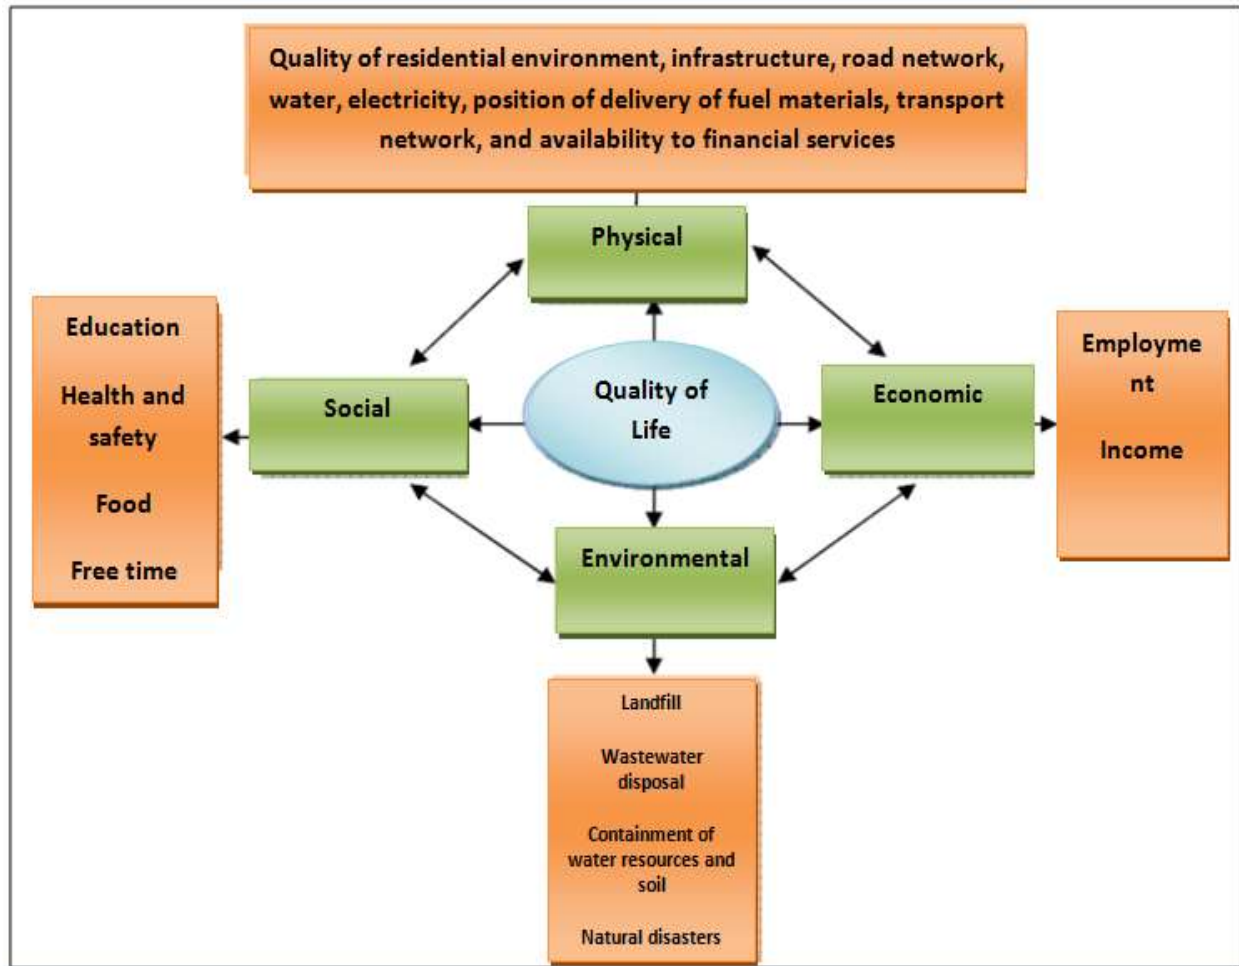 Quality of residential environment, infrastructure, road network,
water, electricity, position of delivery of fuel materials, transport
network, and availability to financial services
Physical
Education
Health and
safety
Food
Free time
Social
Quality of
Life
Economic
Employme
nt
Income
Environmental
Landfill
Wastewater
disposal
Containment of
water resources and
soil
Natural disasters